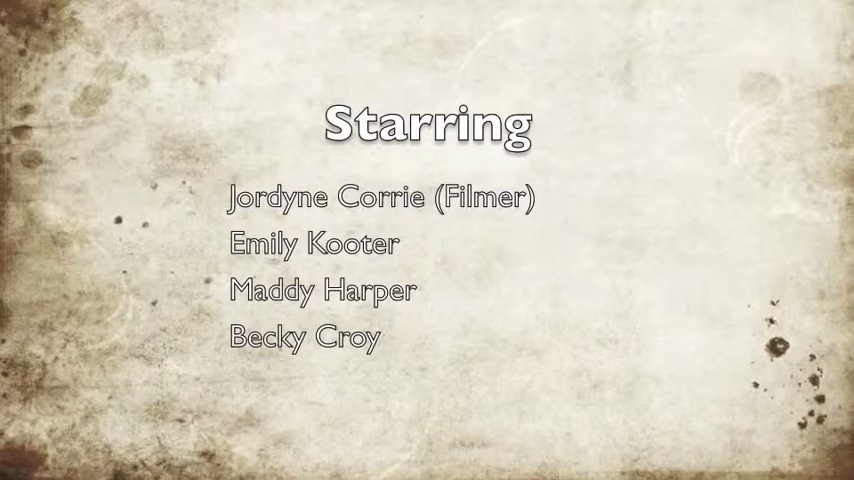 Starring
Jordyne Corrie (Filmer)
Emily Kooter
Maddy Harper
Becky Croy